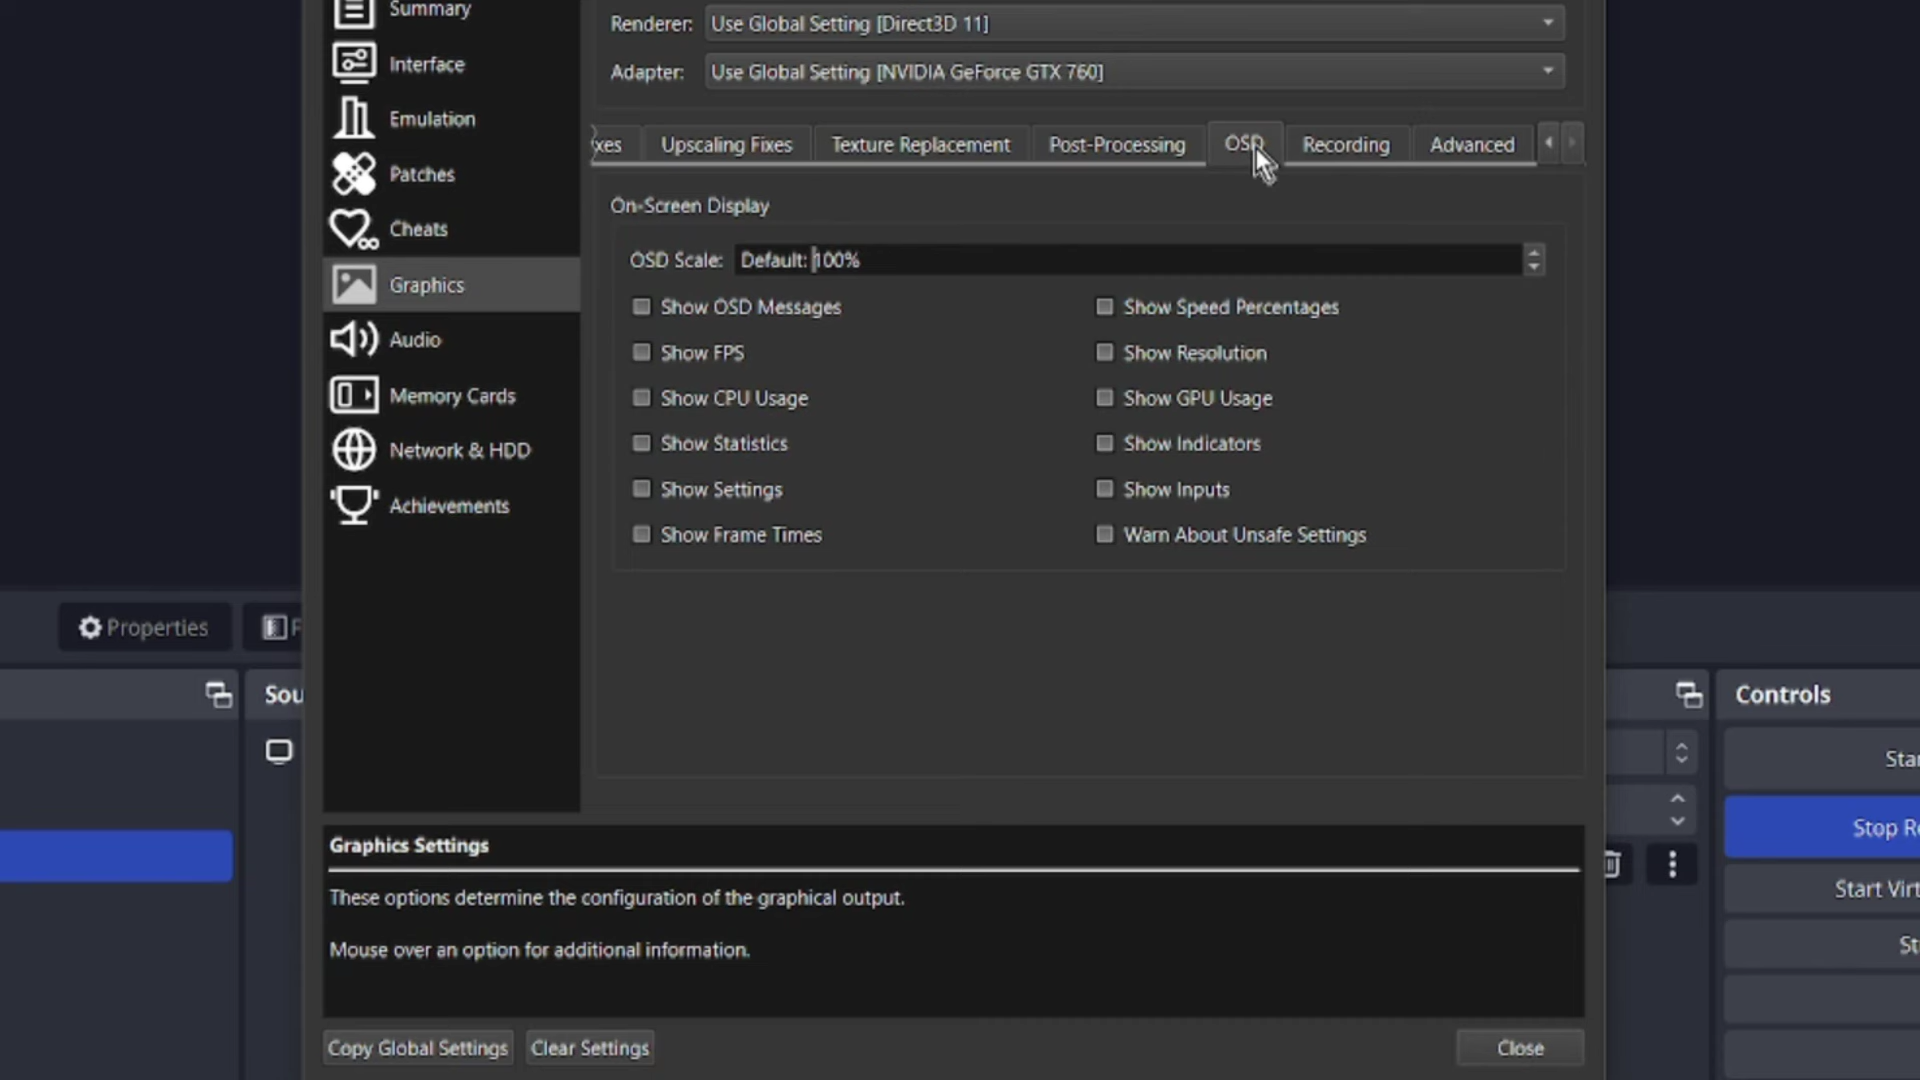 Summary
Interface
Emulation
Patches
Cheats
Graphics
Audio
Memory Cards
Network & HDD
Achievements
Renderer: Use Global Setting [Direct3D 11]
Adapter: Use Global Setting [NVIDIA GeForce GTX 760]
xes Upscaling Fixes Texture Replacement Post-Processing OSD Recording Advanced
On-Screen Display
OSD Scale: Default: 100%
Show OSD Messages Show Speed Percentages
Show FPS Show Resolution
Show CPU Usage Show GPU Usage
Show Statistics Show Indicators
Show Settings Show Inputs
Show Frame Times Warn About Unsafe Settings
Properties F
Sou
Controls
Star
Stop Re
Start Virt
St
Graphics Settings
These options determine the configuration of the graphical output.
Mouse over an option for additional information.
Copy Global Settings Clear Settings Close